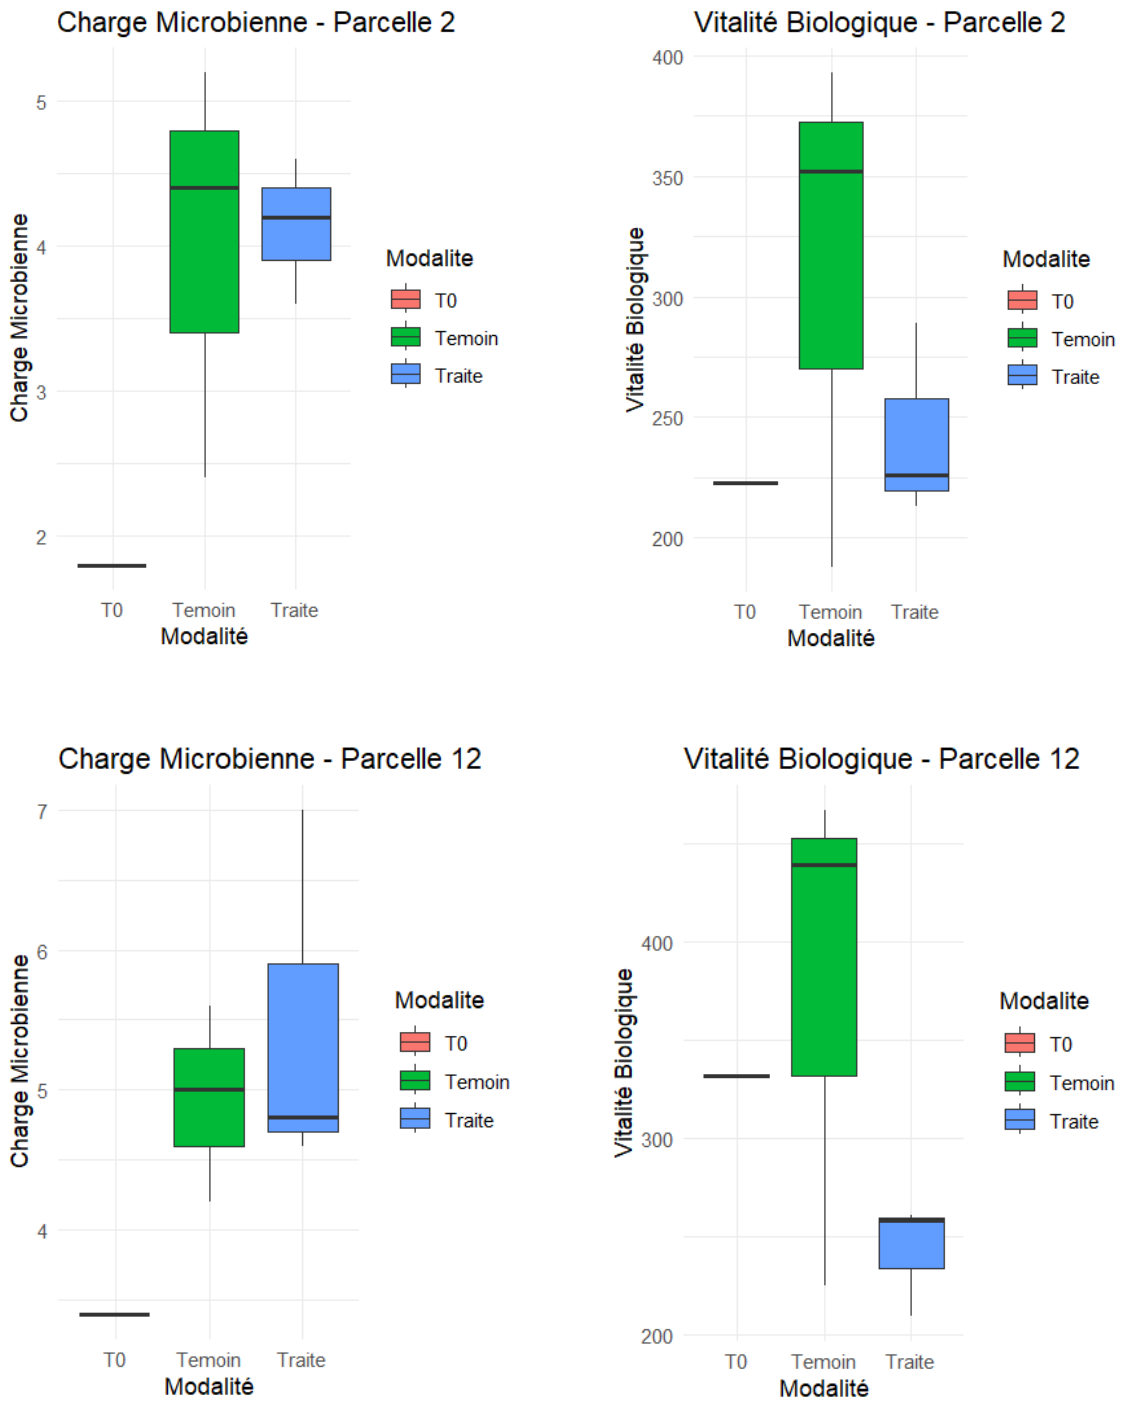 Charge Microbienne - Parcelle 2
Charge Microbienne
5
4
3
2
T0 Temoin Traite
Modalité
Modalite
T0
Temoin
Traite
Vitalité Biologique - Parcelle 2
Vitalité Biologique
400
350
300
250
200
T0 Temoin Traite
Modalité
Modalite
T0
Temoin
Traite
Charge Microbienne - Parcelle 12
Charge Microbienne
7
6
5
4
T0 Temoin Traite
Modalité
Modalite
T0
Temoin
Traite
Vitalité Biologique - Parcelle 12
Vitalité Biologique
400
300
200
T0 Temoin Traite
Modalité
Modalite
T0
Temoin
Traite